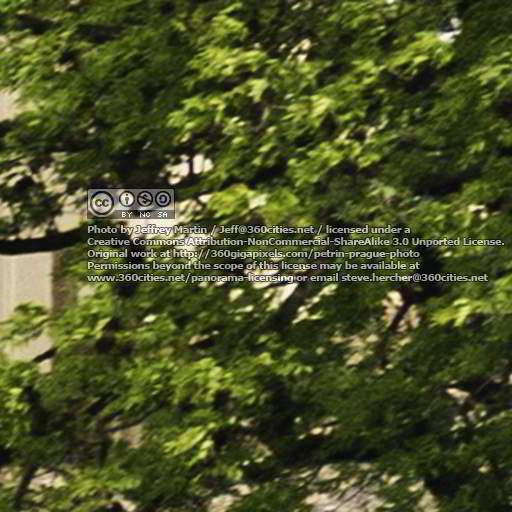 cc
BY NC SA
Photo by Jeffrey Martin / Jeff@360cities.net / licensed under a
Creative Commons Attribution-NonCommercial-ShareAlike 3.0 Unported License.
Original work at http://360gigapixels.com/petrin-prague-photo
Permissions beyond the scope of this license may be available at
www.360cities.net/panorama-licensing or email steve.hercher@360cities.net